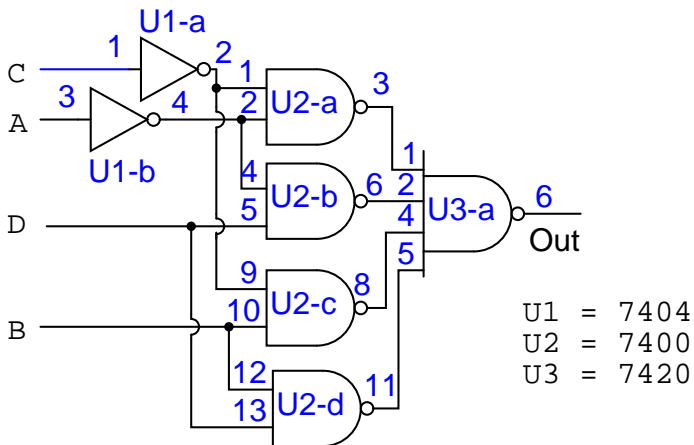 U1-a
C 1 2 1 3
U2-a
A 3 4 2
U1-b
1
4 U2-b 6 2 U3-a 6
D 5 4 Out
5
9 U2-c 8
B 10
12 U2-d 11
13
U1 = 7404
U2 = 7400
U3 = 7420